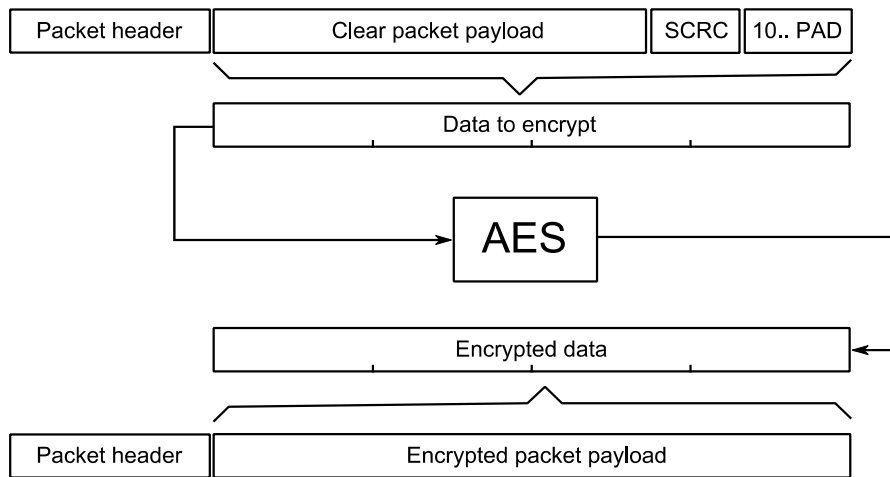 Packet header Clear packet payload SCRC 10.. PAD
Data to encrypt
AES
Encrypted data
Packet header Encrypted packet payload